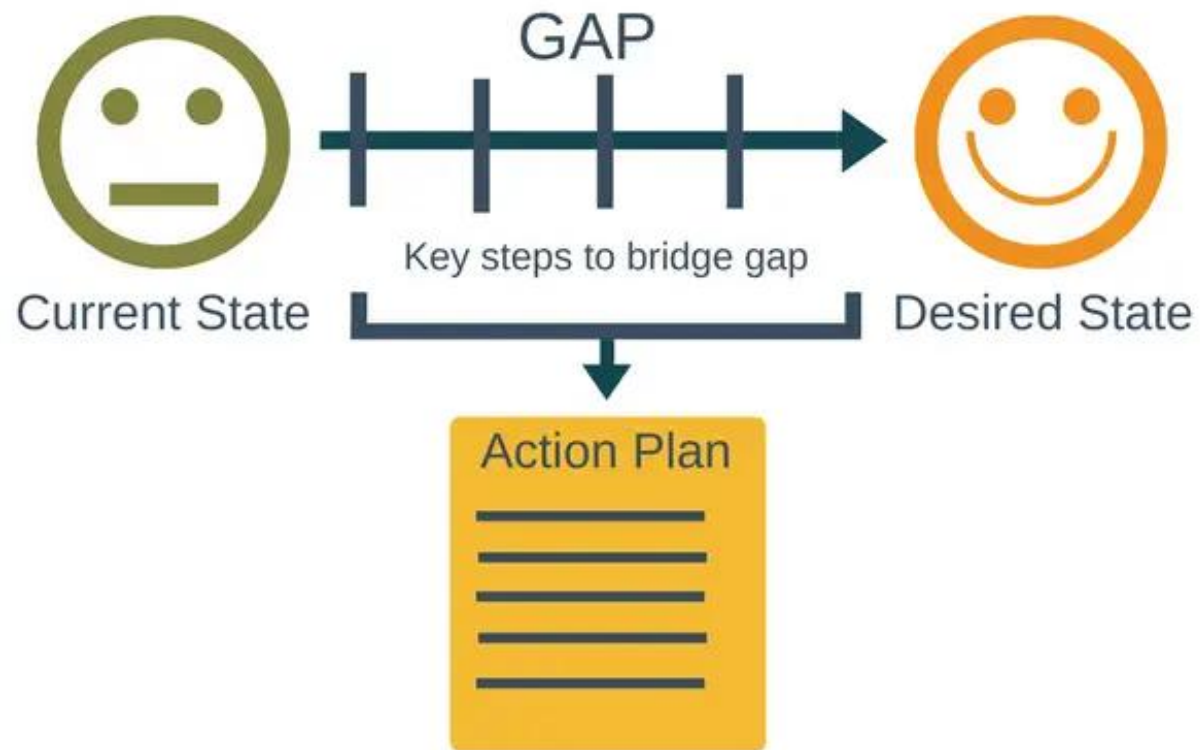 GAP
Key steps to bridge gap
Current State
Desired State
Action Plan